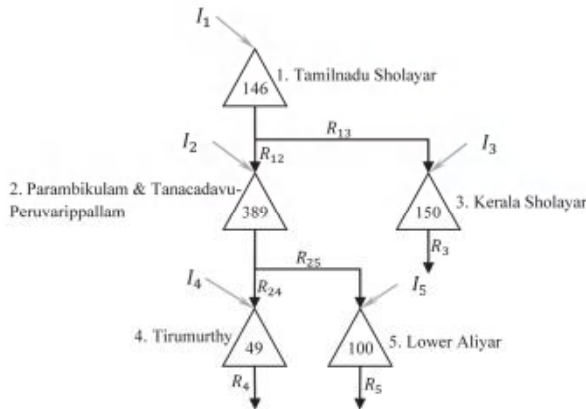 I₁
1. Tamilnadu Sholayar
146
R₁₃
I₂
R₁₂
I₃
2. Parambikulam & Tanacadavu-
Peruvarippallam
389
150
3. Kerala Sholayar
R₃
R₂₅
I₄
R₂₄
I₅
4. Tirumurthy
49
100
5. Lower Aliyar
R₄
R₅